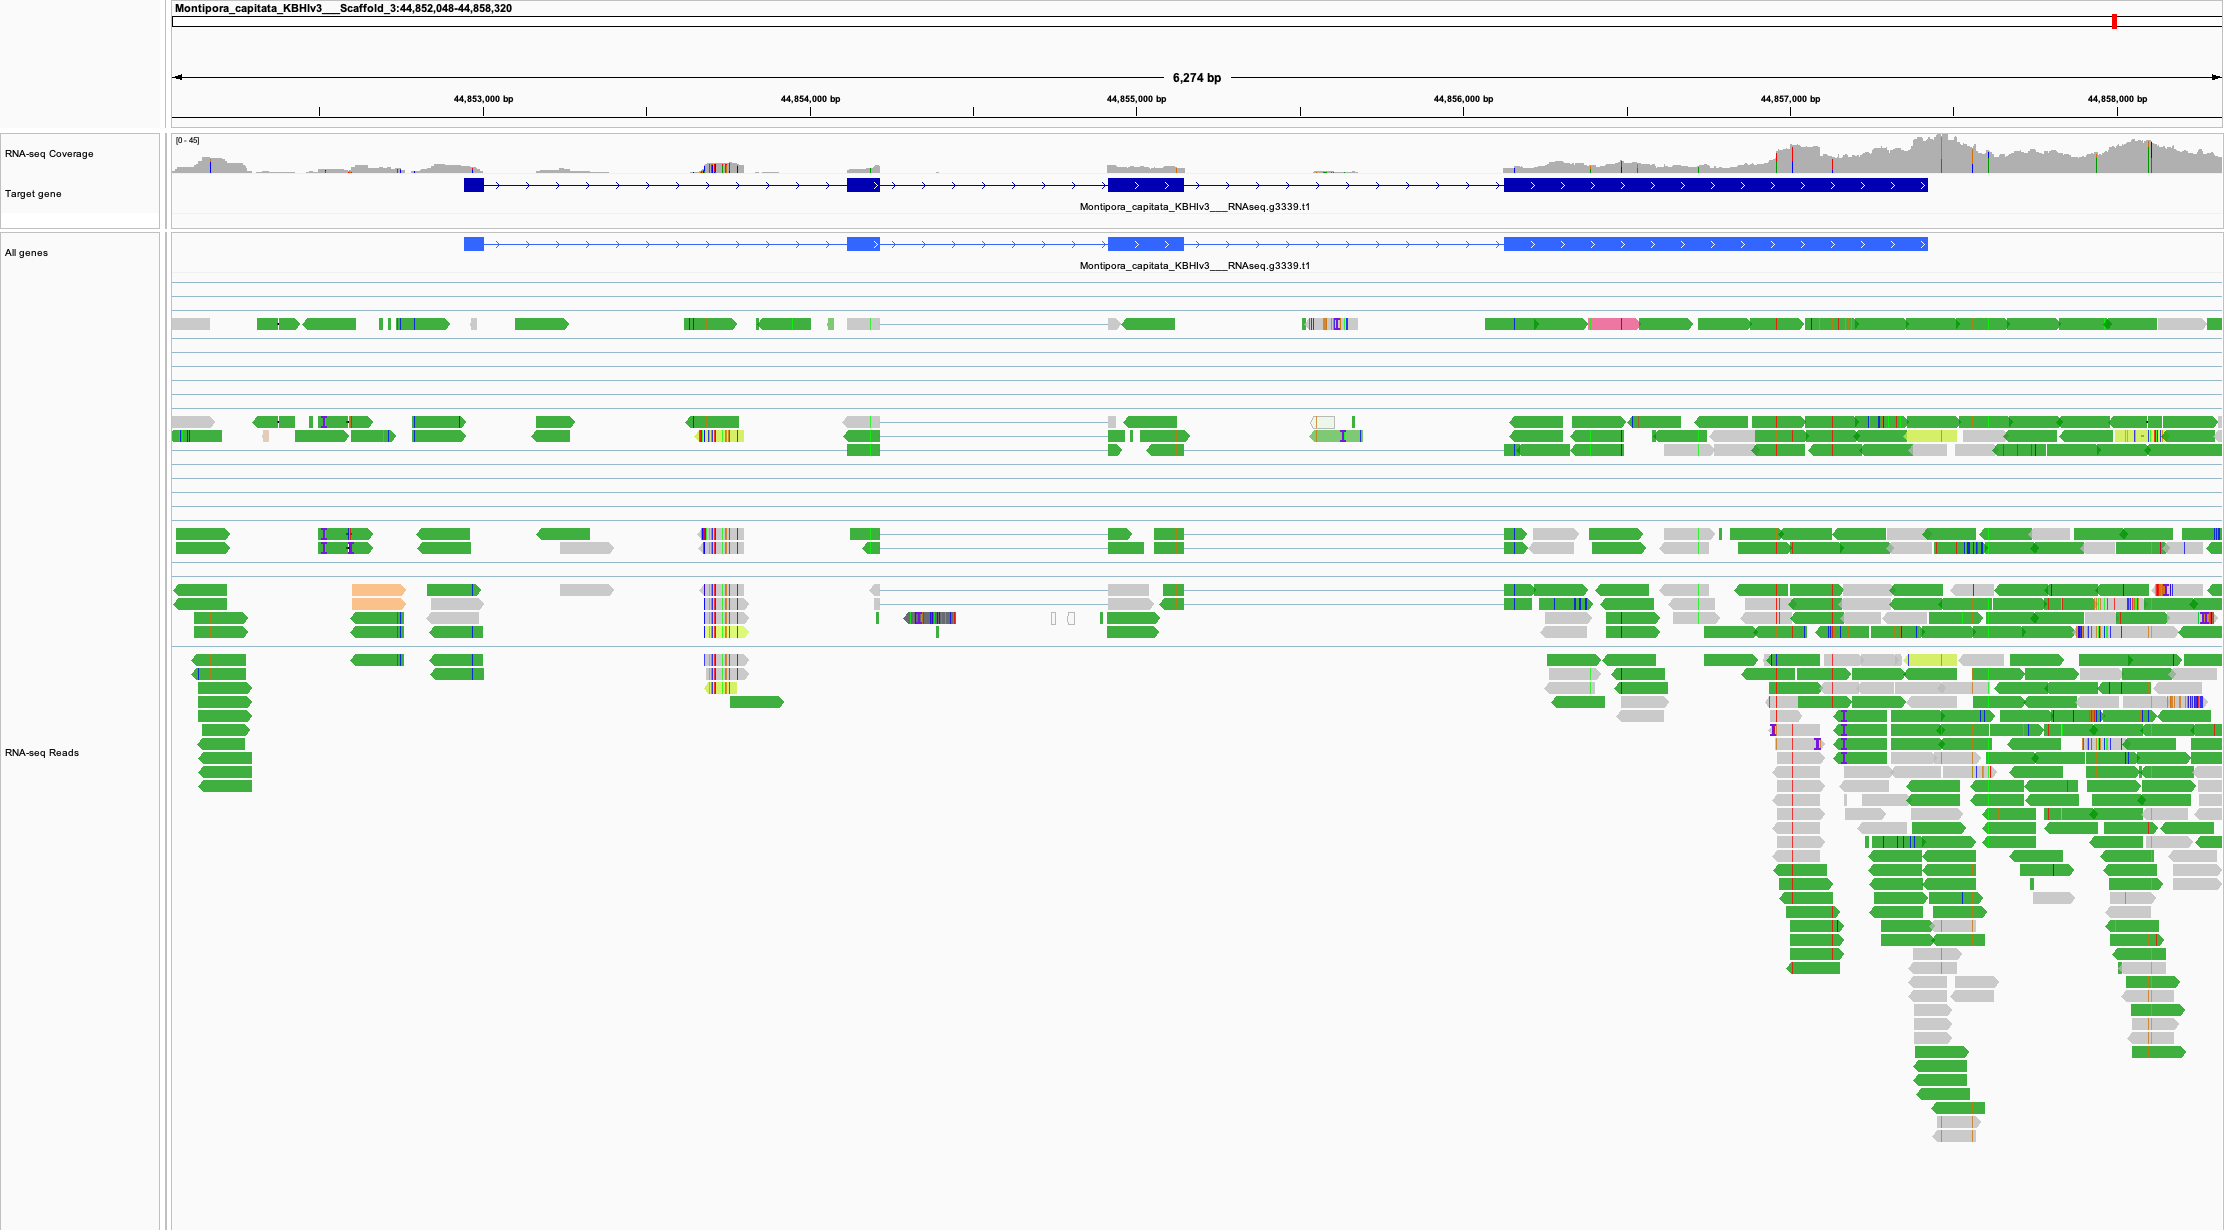 Montipora_capitata_KBHIv3___Scaffold_3:44,852,048-44,858,320
6,274 bp
44,853,000 bp 44,854,000 bp 44,855,000 bp 44,856,000 bp 44,857,000 bp 44,858,000 bp
[0 - 45]
RNA-seq Coverage
Target gene
Montipora_capitata_KBHIv3___RNAseq.g3339.t1
All genes
Montipora_capitata_KBHIv3___RNAseq.g3339.t1
RNA-seq Reads